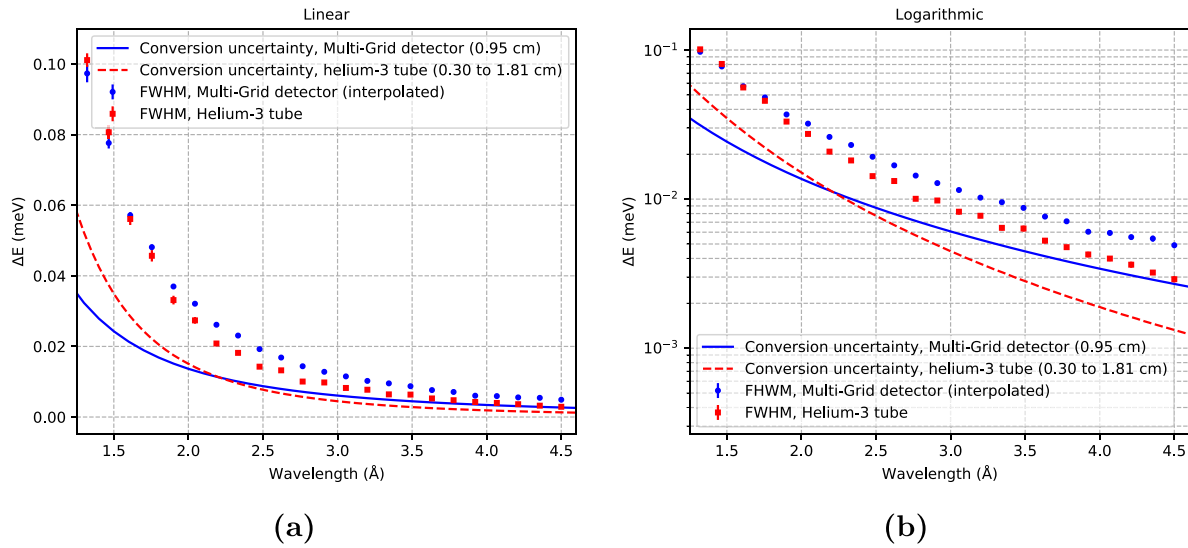 Linear
0.10
0.08
0.06
0.04
0.02
0.00
ΔE (meV)
Conversion uncertainty, Multi-Grid detector (0.95 cm)
Conversion uncertainty, helium-3 tube (0.30 to 1.81 cm)
FWHM, Multi-Grid detector (interpolated)
FWHM, Helium-3 tube
1.5 2.0 2.5 3.0 3.5 4.0 4.5
Wavelength (Å)
(a)
Logarithmic
10⁻¹
10⁻²
10⁻³
ΔE (meV)
Conversion uncertainty, Multi-Grid detector (0.95 cm)
Conversion uncertainty, helium-3 tube (0.30 to 1.81 cm)
FHWM, Multi-Grid detector (interpolated)
FWHM, Helium-3 tube
1.5 2.0 2.5 3.0 3.5 4.0 4.5
Wavelength (Å)
(b)